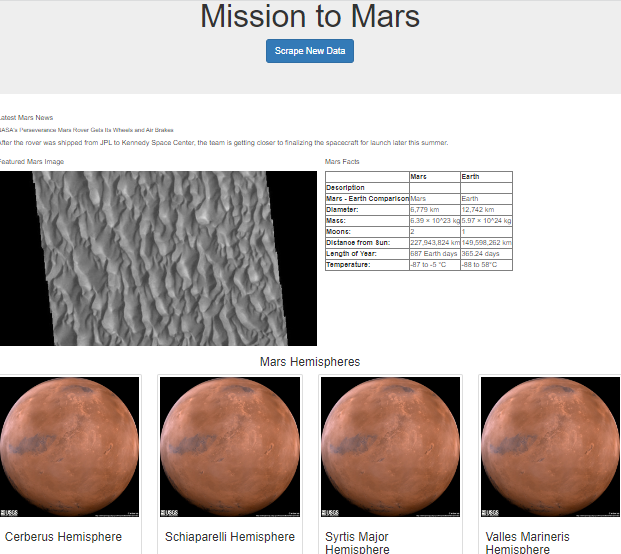 Mission to Mars
Scrape New Data
Latest Mars News
NASA's Perseverance Mars Rover Gets Its Wheels and Air Brakes
After the rover was shipped from JPL to Kennedy Space Center, the team is getting closer to finalizing the spacecraft for launch later this summer.
Featured Mars Image
Mars Facts
Mars Earth
Description
Mars - Earth Comparison Mars Earth
Diameter: 6,779 km 12,742 km
Mass: 6.39 × 10^23 kg 5.97 × 10^24 kg
Moons: 2 1
Distance from Sun: 227,943,824 km 149,598,262 km
Length of Year: 687 Earth days 365.24 days
Temperature: -87 to -5 °C -88 to 58°C
Mars Hemispheres
USGS
USGS
USGS
USGS
Cerberus Hemisphere
Schiaparelli Hemisphere
Syrtis Major
Hemisphere
Valles Marineris
Hemisphere